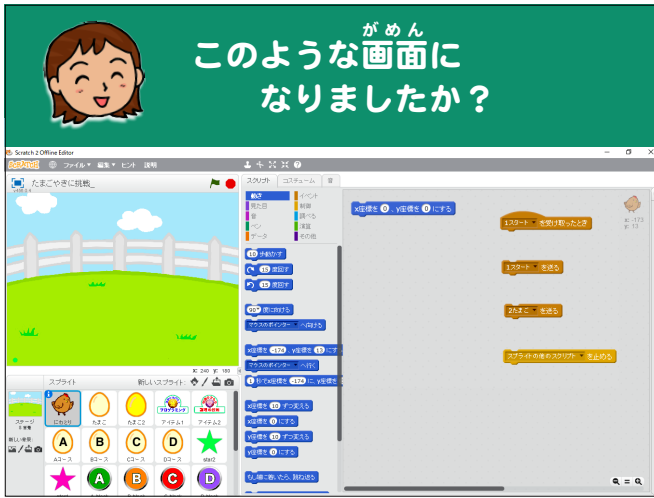 がめん
このような画面に
なりましたか？
Scratch 2 Offline Editor
SCRATCH
ファイル▼ 編集▼ ヒント 説明
たまごやきに挑戦_
スクリプト
コスチューム
音
動き
見た目
音
ペン
データ
イベント
制御
調べる
演算
その他
10 歩動かす
15 度回す
15 度回す
90▼ 度に向ける
マウスのポインター▼ へ向ける
x座標を -174 、y座標を 13 にす
マウスのポインター▼ へ行く
1 秒でx座標を -174 に、y座標を
x座標を 10 ずつ変える
x座標を 0 にする
y座標を 10 ずつ変える
y座標を 0 にする
もし端に着いたら、跳ね返る
x座標を 0 、y座標を 0 にする
1スタート▼ を受け取ったとき
1スタート▼ を送る
2たまご▼ を送る
スプライトの他のスクリプト▼ を止める
x: -173
y: 13
X: 240 y: 180
スプライト
新しいスプライト:
ステージ
新しい背景:
にわとり
たまご
たまご2
プログラミング
アイテム1
アイテム2
A
Aコース
B
Bコース
C
Cコース
D
Dコース
star2
A
B
C
D